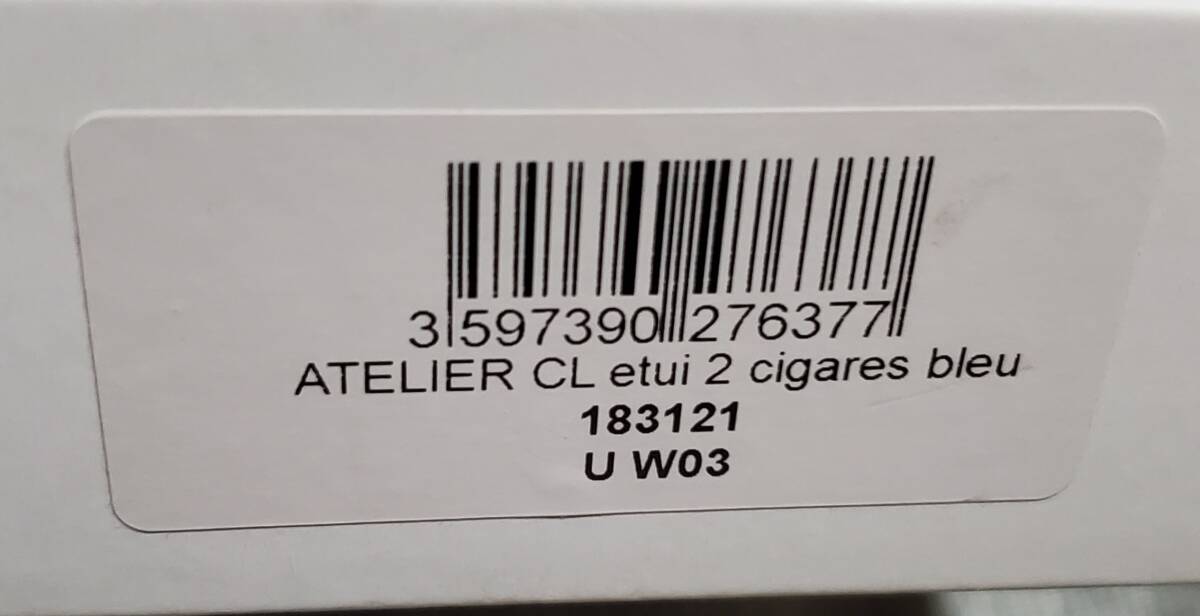 3 597390 276377
ATELIER CL etui 2 cigares bleu
183121
U W03